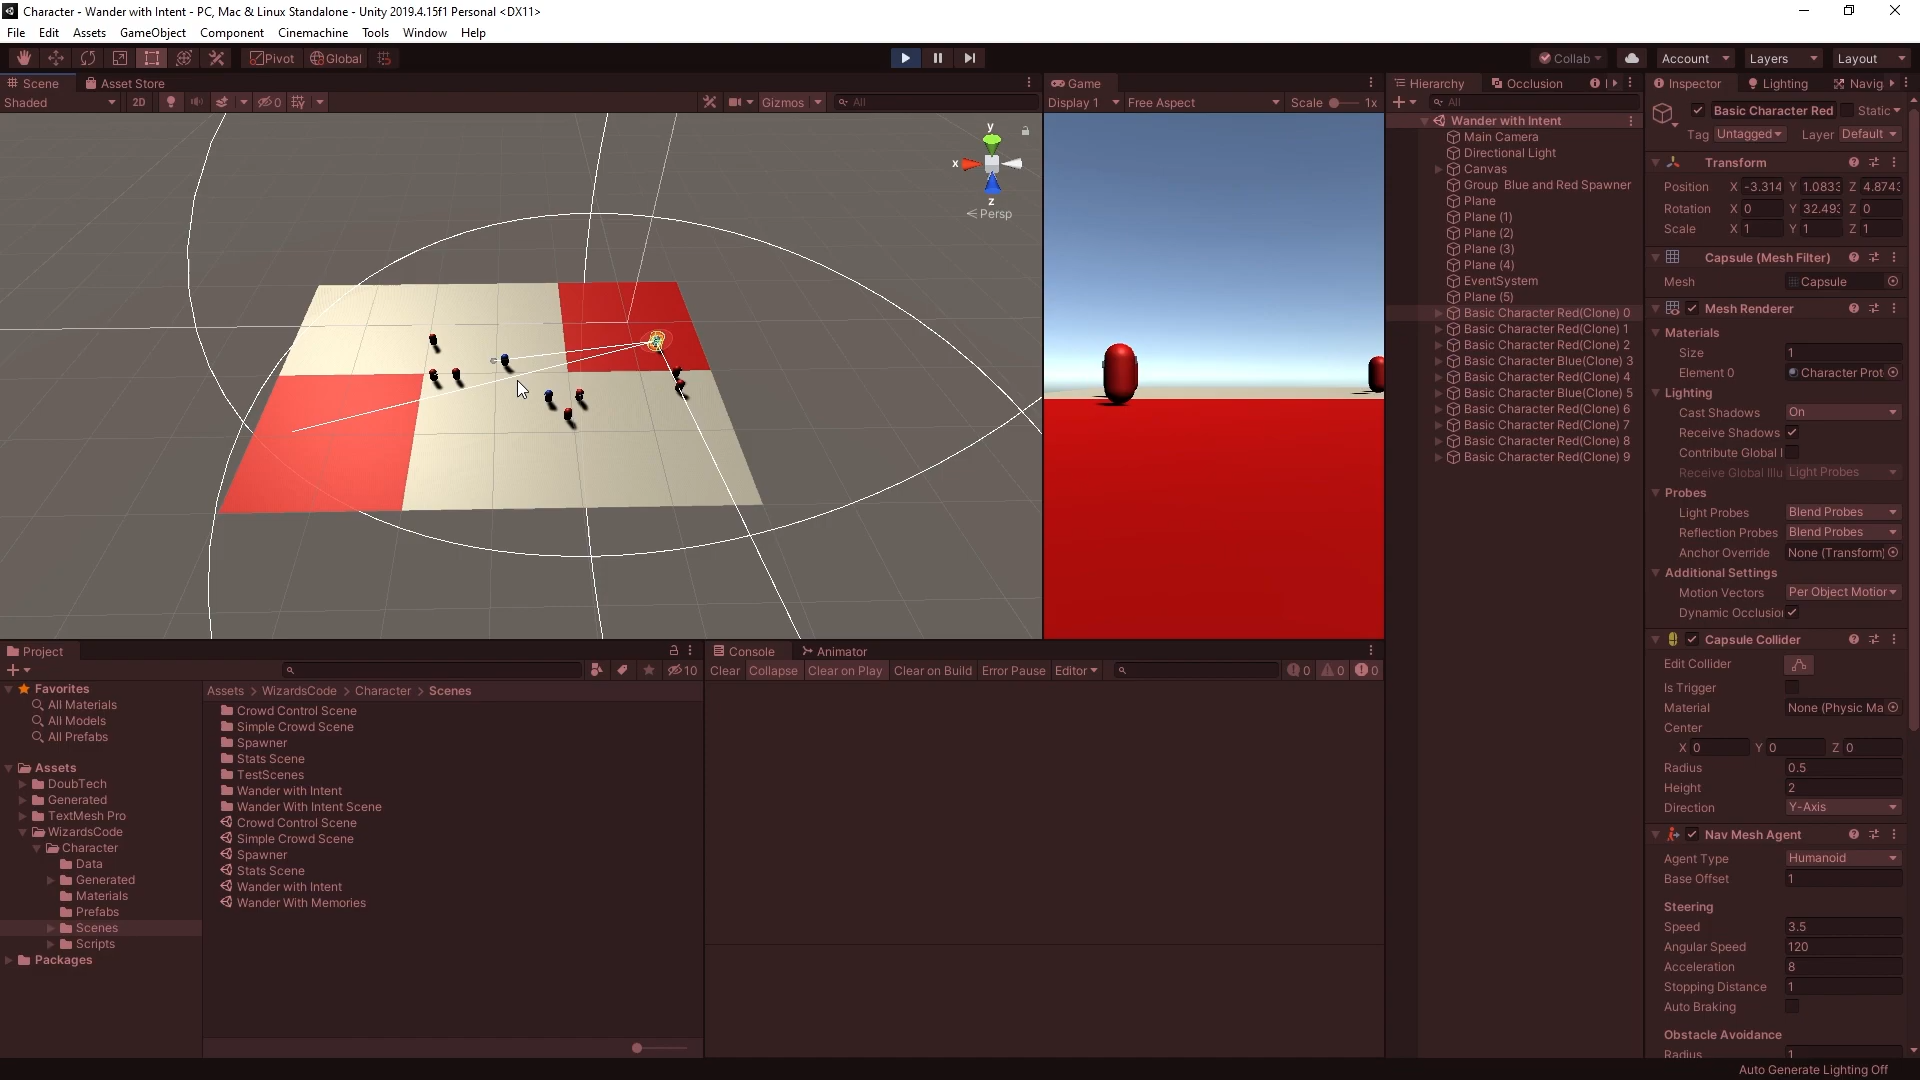 Character - Wander with Intent - PC, Mac & Linux Standalone - Unity 2019.4.15f1 Personal <DX11>
File Edit Assets GameObject Component Cinemachine Tools Window Help
Pivot Global Collab Account Layers Layout
Scene Asset Store
Shaded 2D Gizmos All
y
x
z
Persp
Game
Display 1 Free Aspect Scale 1x
Hierarchy Occlusion
All
Wander with Intent
Main Camera
Directional Light
Canvas
Group Blue and Red Spawner
Plane
Plane (1)
Plane (2)
Plane (3)
Plane (4)
EventSystem
Plane (5)
Basic Character Red(Clone) 0
Basic Character Red(Clone) 1
Basic Character Red(Clone) 2
Basic Character Blue(Clone) 3
Basic Character Red(Clone) 4
Basic Character Blue(Clone) 5
Basic Character Red(Clone) 6
Basic Character Red(Clone) 7
Basic Character Red(Clone) 8
Basic Character Red(Clone) 9
Inspector Lighting Navig
Basic Character Red Static
Tag Untagged Layer Default
Transform
Position X -3.314 Y 1.083 Z 4.874
Rotation X 0 Y 32.49 Z 0
Scale X 1 Y 1 Z 1
Capsule (Mesh Filter)
Mesh Capsule
Mesh Renderer
Materials
Size 1
Element 0 Character Prot
Lighting
Cast Shadows On
Receive Shadows
Contribute Global I
Receive Global Illu Light Probes
Probes
Light Probes Blend Probes
Reflection Probes Blend Probes
Anchor Override None (Transform)
Additional Settings
Motion Vectors Per Object Motion
Dynamic Occlusion
Capsule Collider
Edit Collider
Is Trigger
Material None (Physic Ma
Center
X 0 Y 0 Z 0
Radius 0.5
Height 2
Direction Y-Axis
Nav Mesh Agent
Agent Type Humanoid
Base Offset 1
Steering
Speed 3.5
Angular Speed 120
Acceleration 8
Stopping Distance 1
Auto Braking
Obstacle Avoidance
Radius 1
Project
10
Favorites
All Materials
All Models
All Prefabs
Assets
DoubTech
Generated
TextMesh Pro
WizardsCode
Character
Data
Generated
Materials
Prefabs
Scenes
Scripts
Packages
Assets > WizardsCode > Character > Scenes
Crowd Control Scene
Simple Crowd Scene
Spawner
Stats Scene
TestScenes
Wander with Intent
Wander With Intent Scene
Crowd Control Scene
Simple Crowd Scene
Spawner
Stats Scene
Wander with Intent
Wander With Memories
Console Animator
Clear Collapse Clear on Play Clear on Build Error Pause Editor 0 0 0
Auto Generate Lighting Off